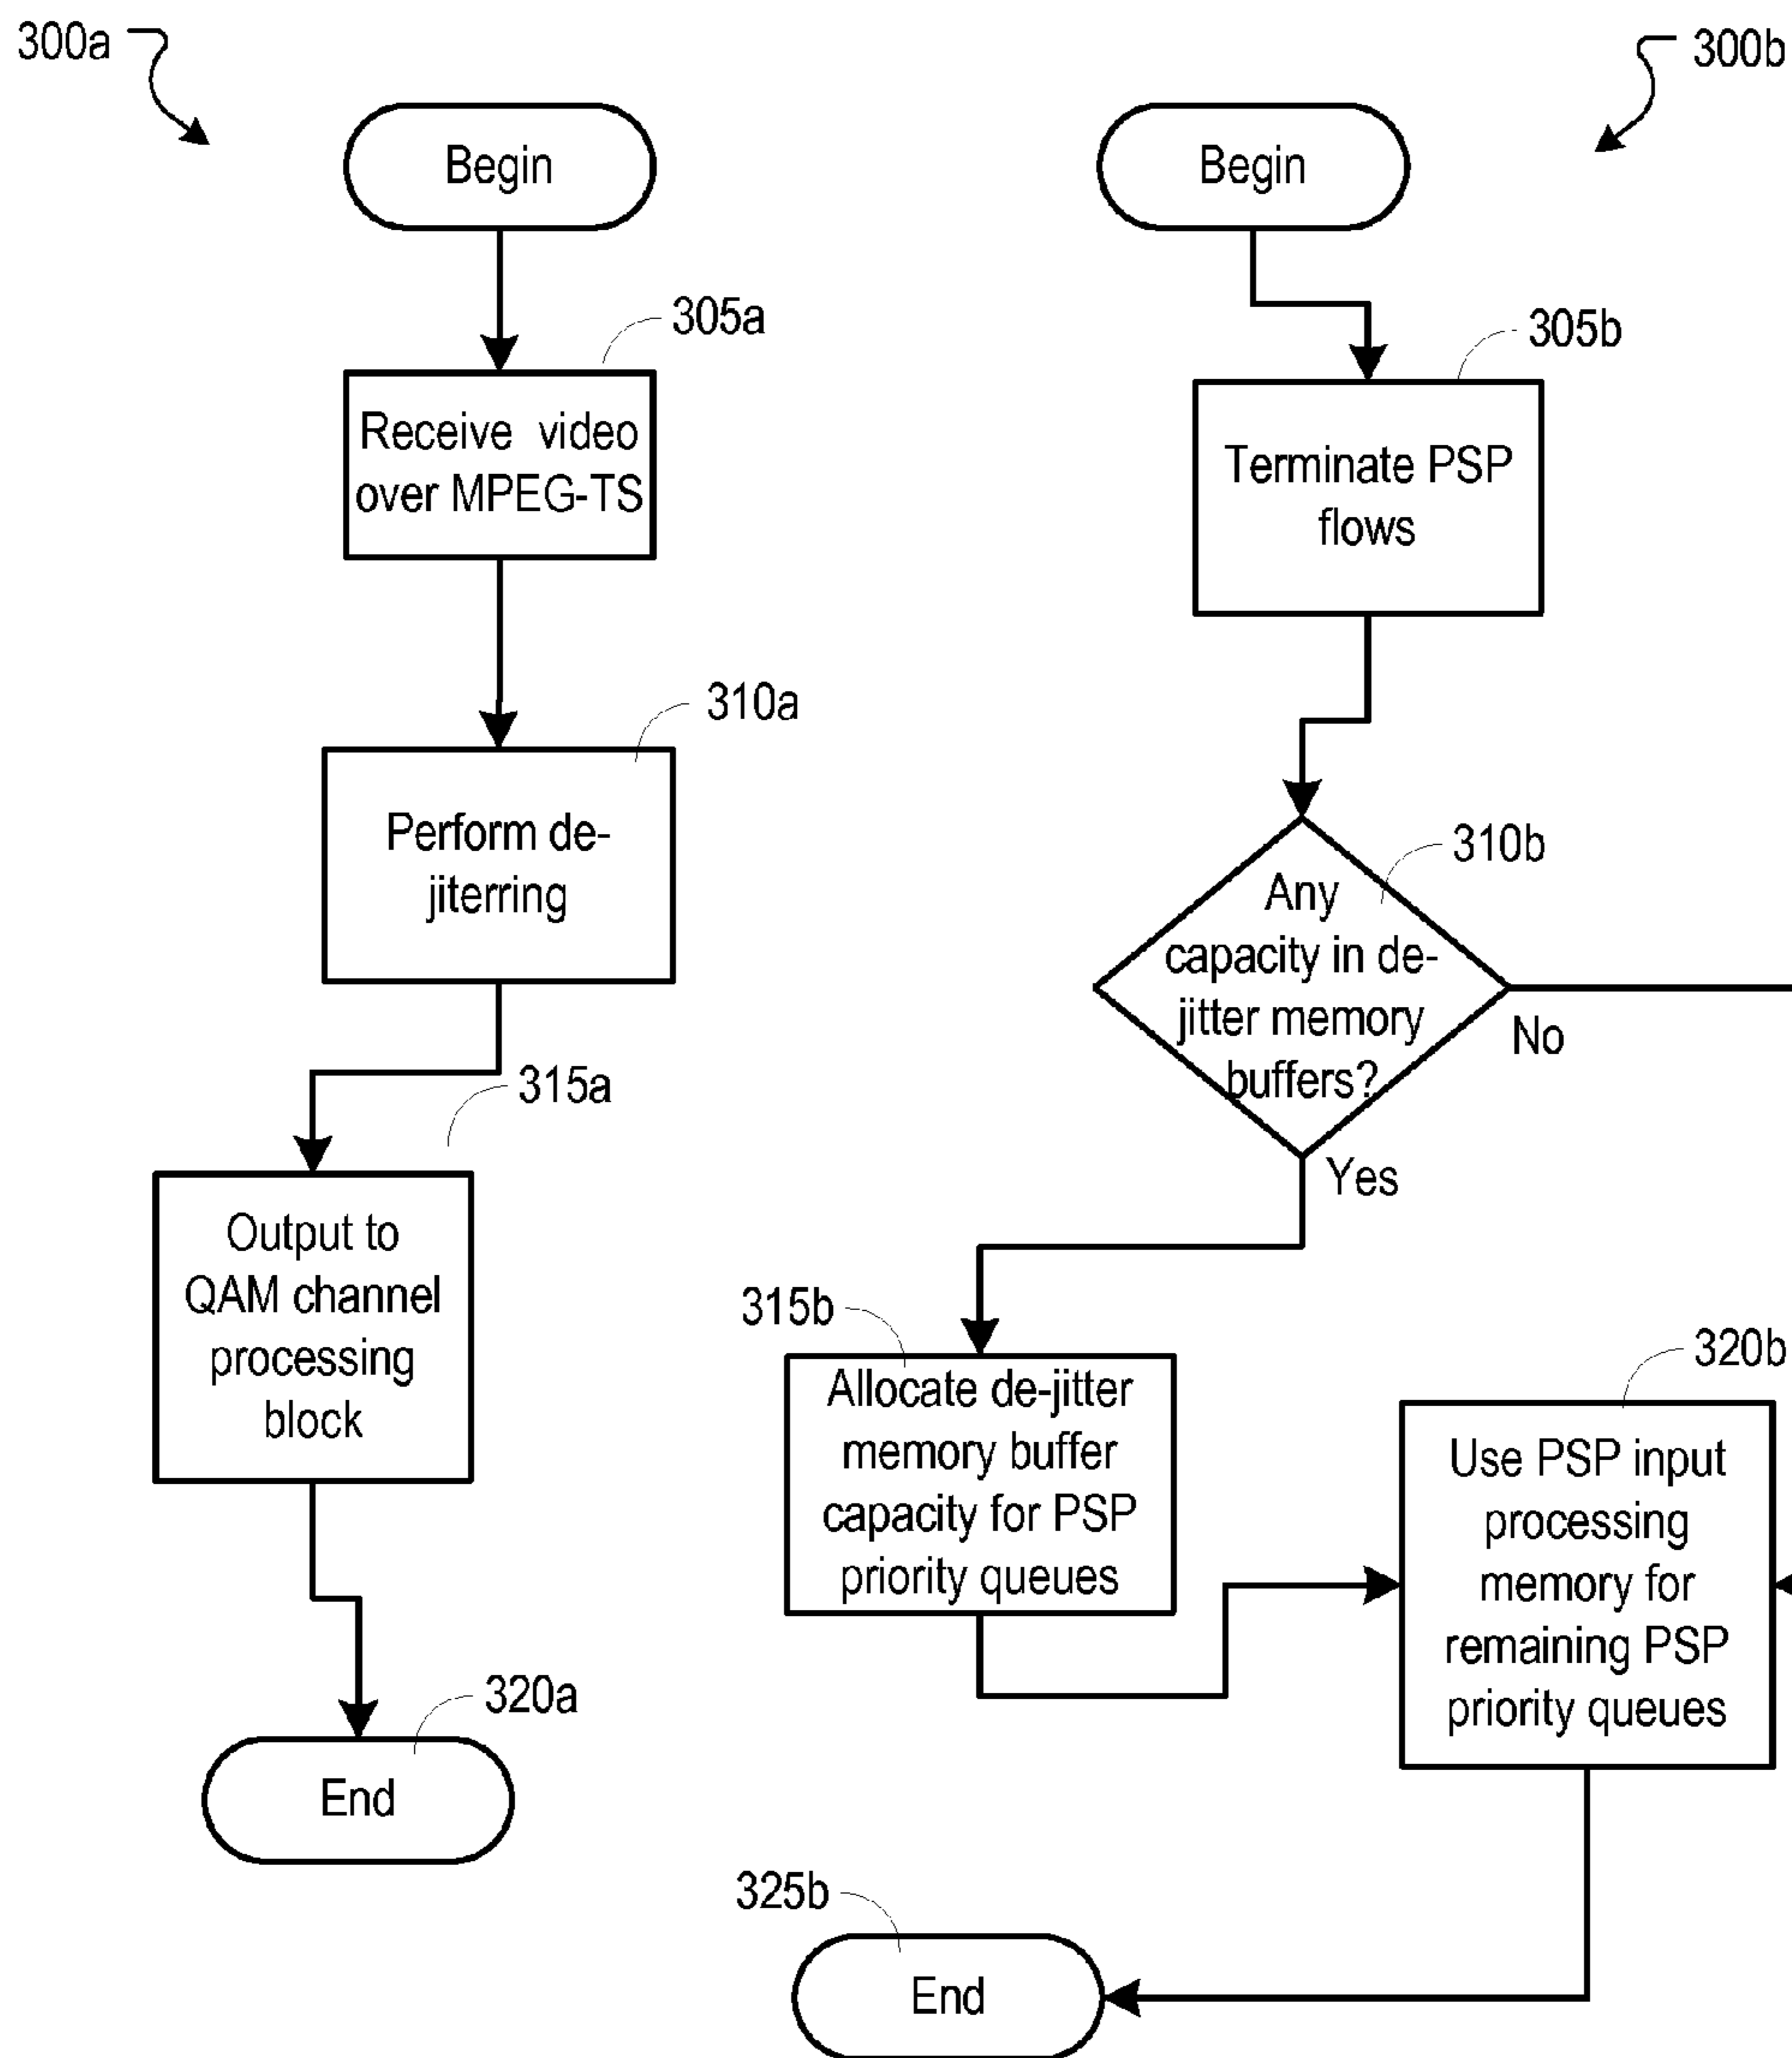 300a
Begin
305a
Receive video
over MPEG-TS
310a
Perform de-
jiterring
315a
Output to
QAM channel
processing
block
320a
End
300b
Begin
305b
Terminate PSP
flows
310b
Any
capacity in de-
jitter memory
buffers?
No
Yes
315b
Allocate de-jitter
memory buffer
capacity for PSP
priority queues
320b
Use PSP input
processing
memory for
remaining PSP
priority queues
325b
End